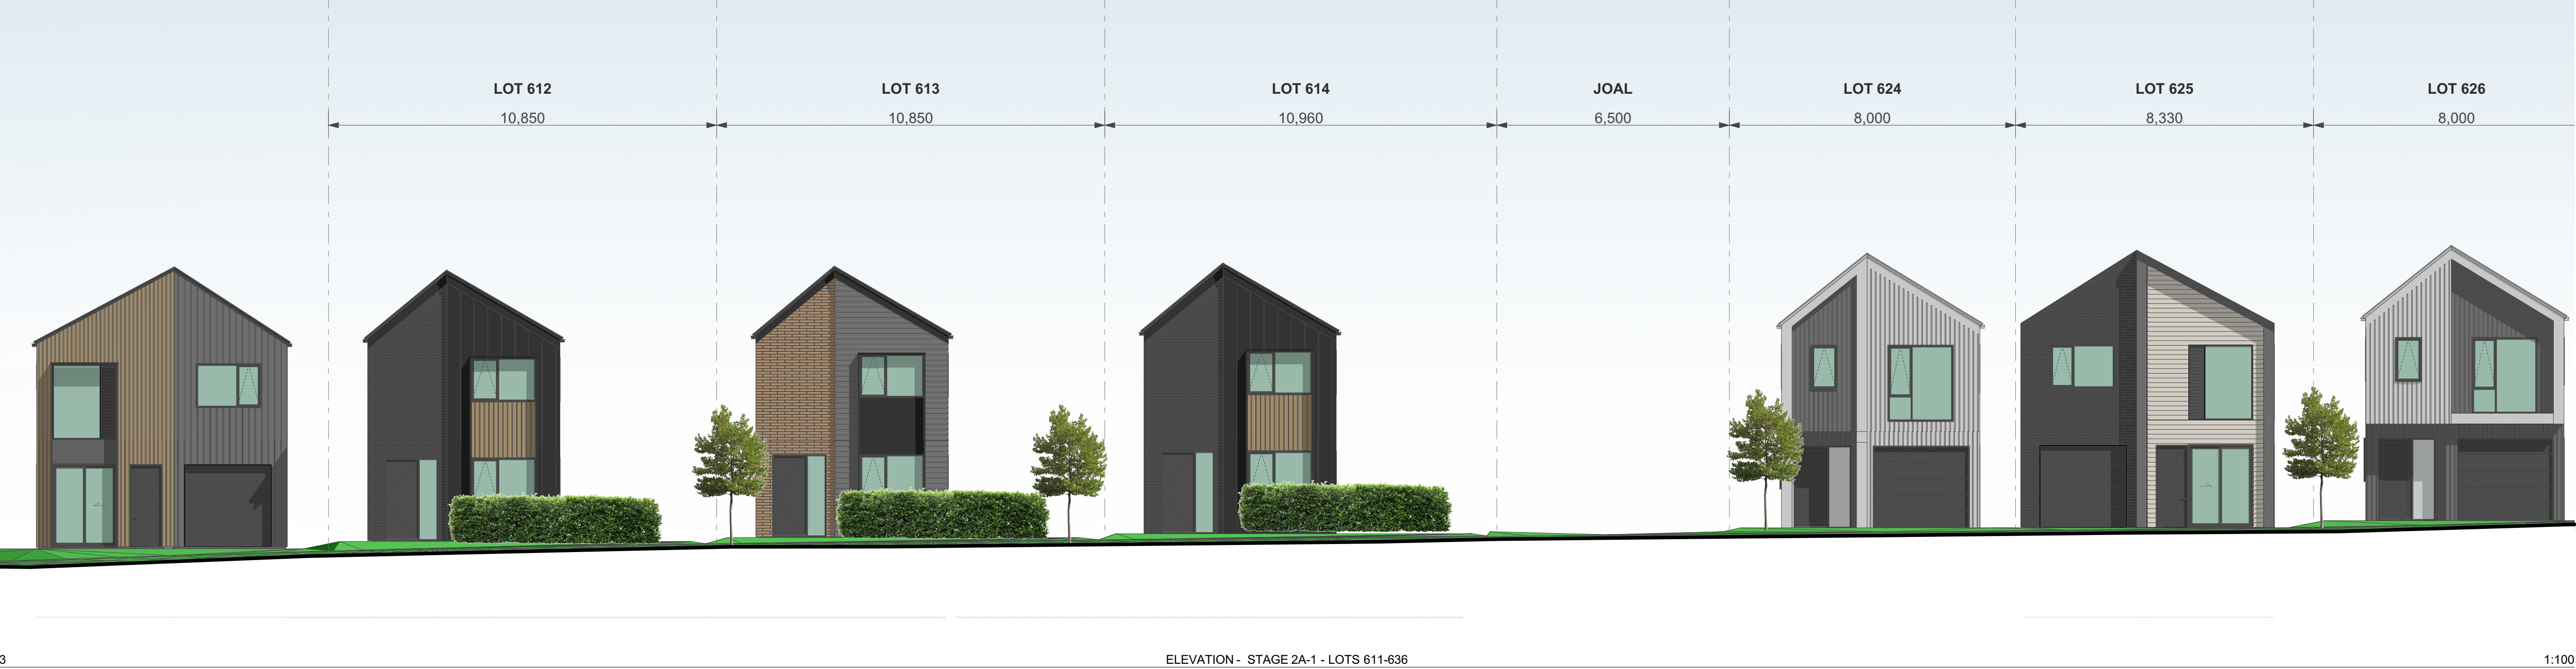 LOT 612 LOT 613 LOT 614 JOAL LOT 624 LOT 625 LOT 626
10,850 10,850 10,960 6,500 8,000 8,330 8,000
3 ELEVATION - STAGE 2A-1 - LOTS 611-636 1:100